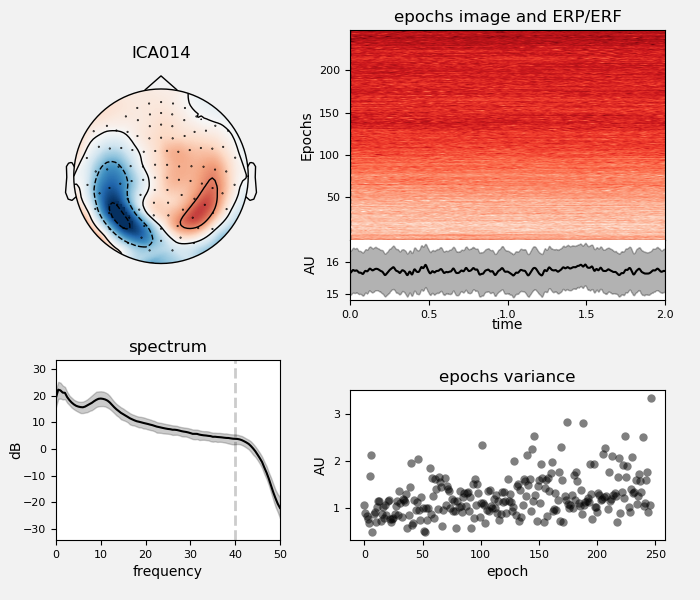 ICA014
epochs image and ERP/ERF
Epochs
200
150
100
50
AU
16
15
0.0 0.5 1.0 1.5 2.0
time
spectrum
dB
30
20
10
0
−10
−20
−30
0 10 20 30 40 50
frequency
epochs variance
AU
3
2
1
0 50 100 150 200 250
epoch